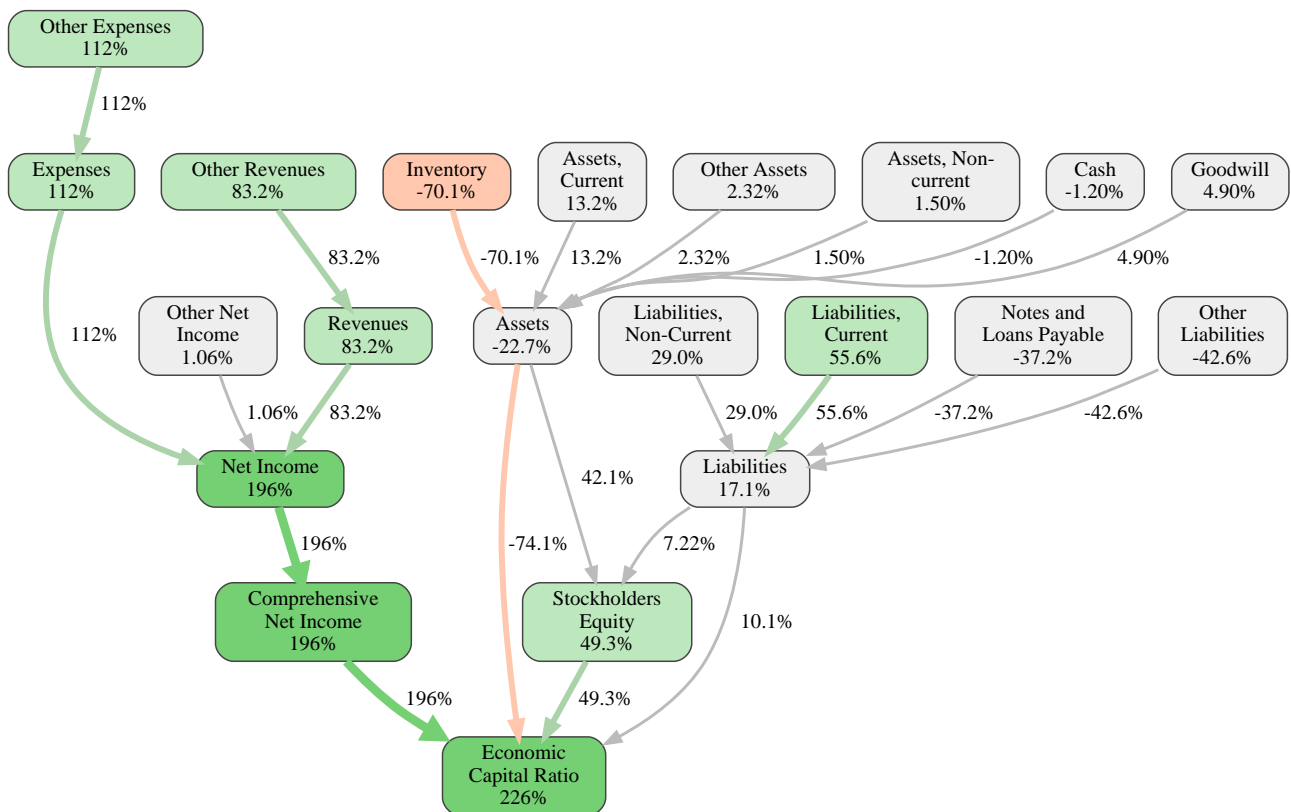 Other Expenses
112%
112%
Expenses
112%
Other Revenues
83.2%
Inventory
-70.1%
Assets,
Current
13.2%
Other Assets
2.32%
Assets, Non-
current
1.50%
Cash
-1.20%
Goodwill
4.90%
83.2%
-70.1%
13.2%
2.32%
1.50%
-1.20%
4.90%
112%
Other Net
Income
1.06%
Revenues
83.2%
Assets
-22.7%
Liabilities,
Non-Current
29.0%
Liabilities,
Current
55.6%
Notes and
Loans Payable
-37.2%
Other
Liabilities
-42.6%
1.06%
83.2%
29.0%
55.6%
-37.2%
-42.6%
Net Income
196%
Liabilities
17.1%
42.1%
196%
-74.1%
7.22%
Comprehensive
Net Income
196%
Stockholders
Equity
49.3%
10.1%
196%
49.3%
Economic
Capital Ratio
226%